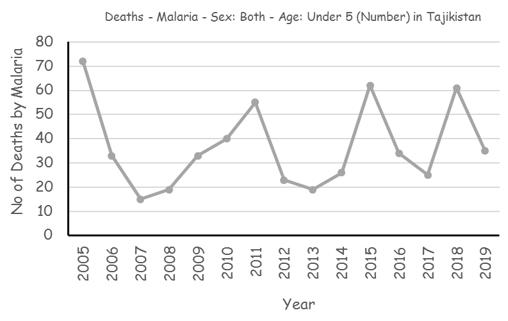 Deaths - Malaria - Sex: Both - Age: Under 5 (Number) in Tajikistan
No of Deaths by Malaria
80
70
60
50
40
30
20
10
0
2005 2006 2007 2008 2009 2010 2011 2012 2013 2014 2015 2016 2017 2018 2019
Year